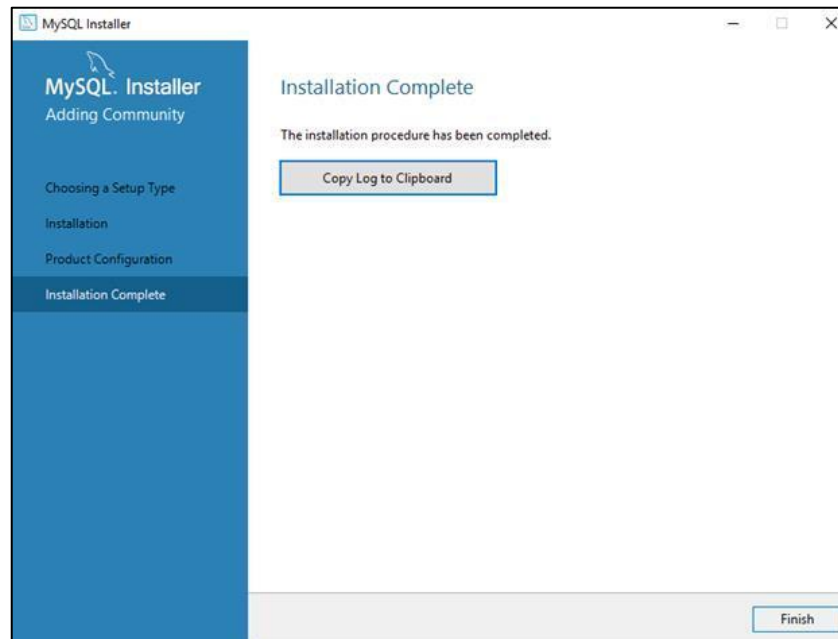 MySQL Installer
MySQL. Installer
Adding Community
Choosing a Setup Type
Installation
Product Configuration
Installation Complete
Installation Complete
The installation procedure has been completed.
Copy Log to Clipboard
Finish